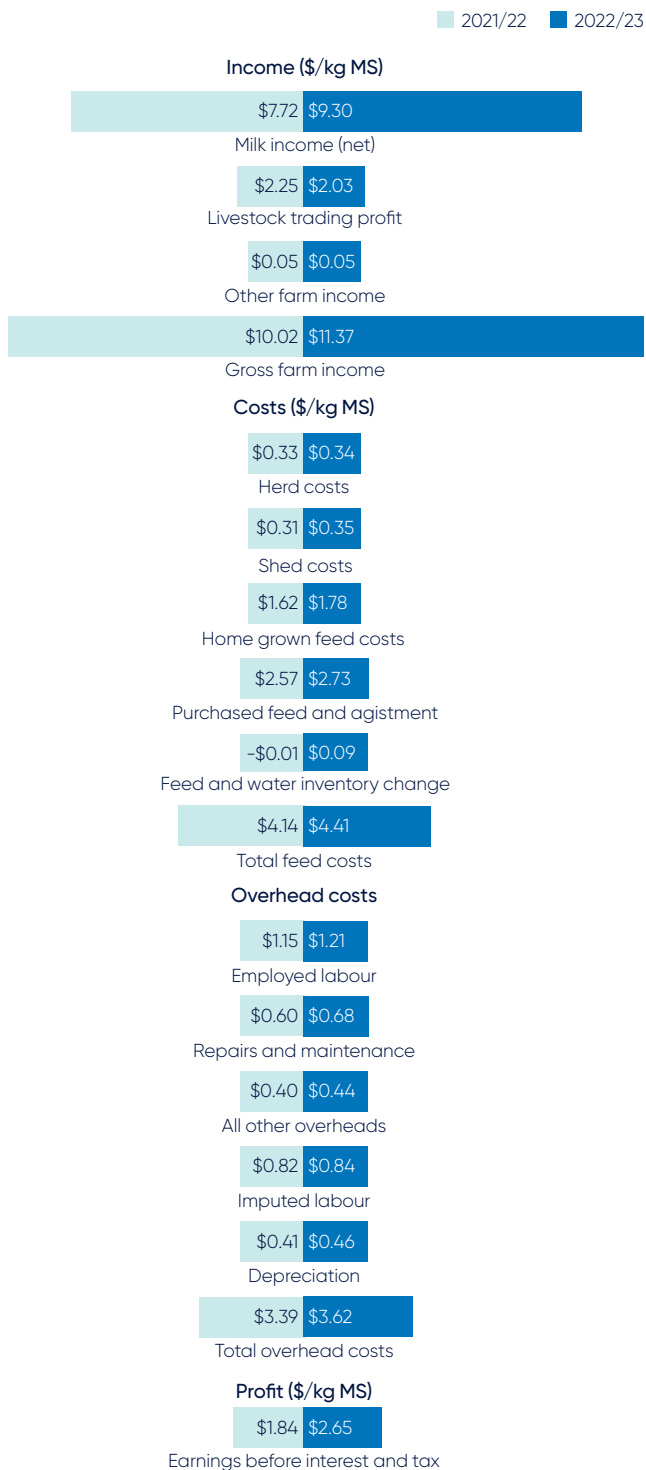 2021/22 2022/23
Income ($/kg MS)
$7.72 $9.30
Milk income (net)
$2.25 $2.03
Livestock trading profit
$0.05 $0.05
Other farm income
$10.02 $11.37
Gross farm income
Costs ($/kg MS)
$0.33 $0.34
Herd costs
$0.31 $0.35
Shed costs
$1.62 $1.78
Home grown feed costs
$2.57 $2.73
Purchased feed and agistment
-$0.01 $0.09
Feed and water inventory change
$4.14 $4.41
Total feed costs
Overhead costs
$1.15 $1.21
Employed labour
$0.60 $0.68
Repairs and maintenance
$0.40 $0.44
All other overheads
$0.82 $0.84
Imputed labour
$0.41 $0.46
Depreciation
$3.39 $3.62
Total overhead costs
Profit ($/kg MS)
$1.84 $2.65
Earnings before interest and tax